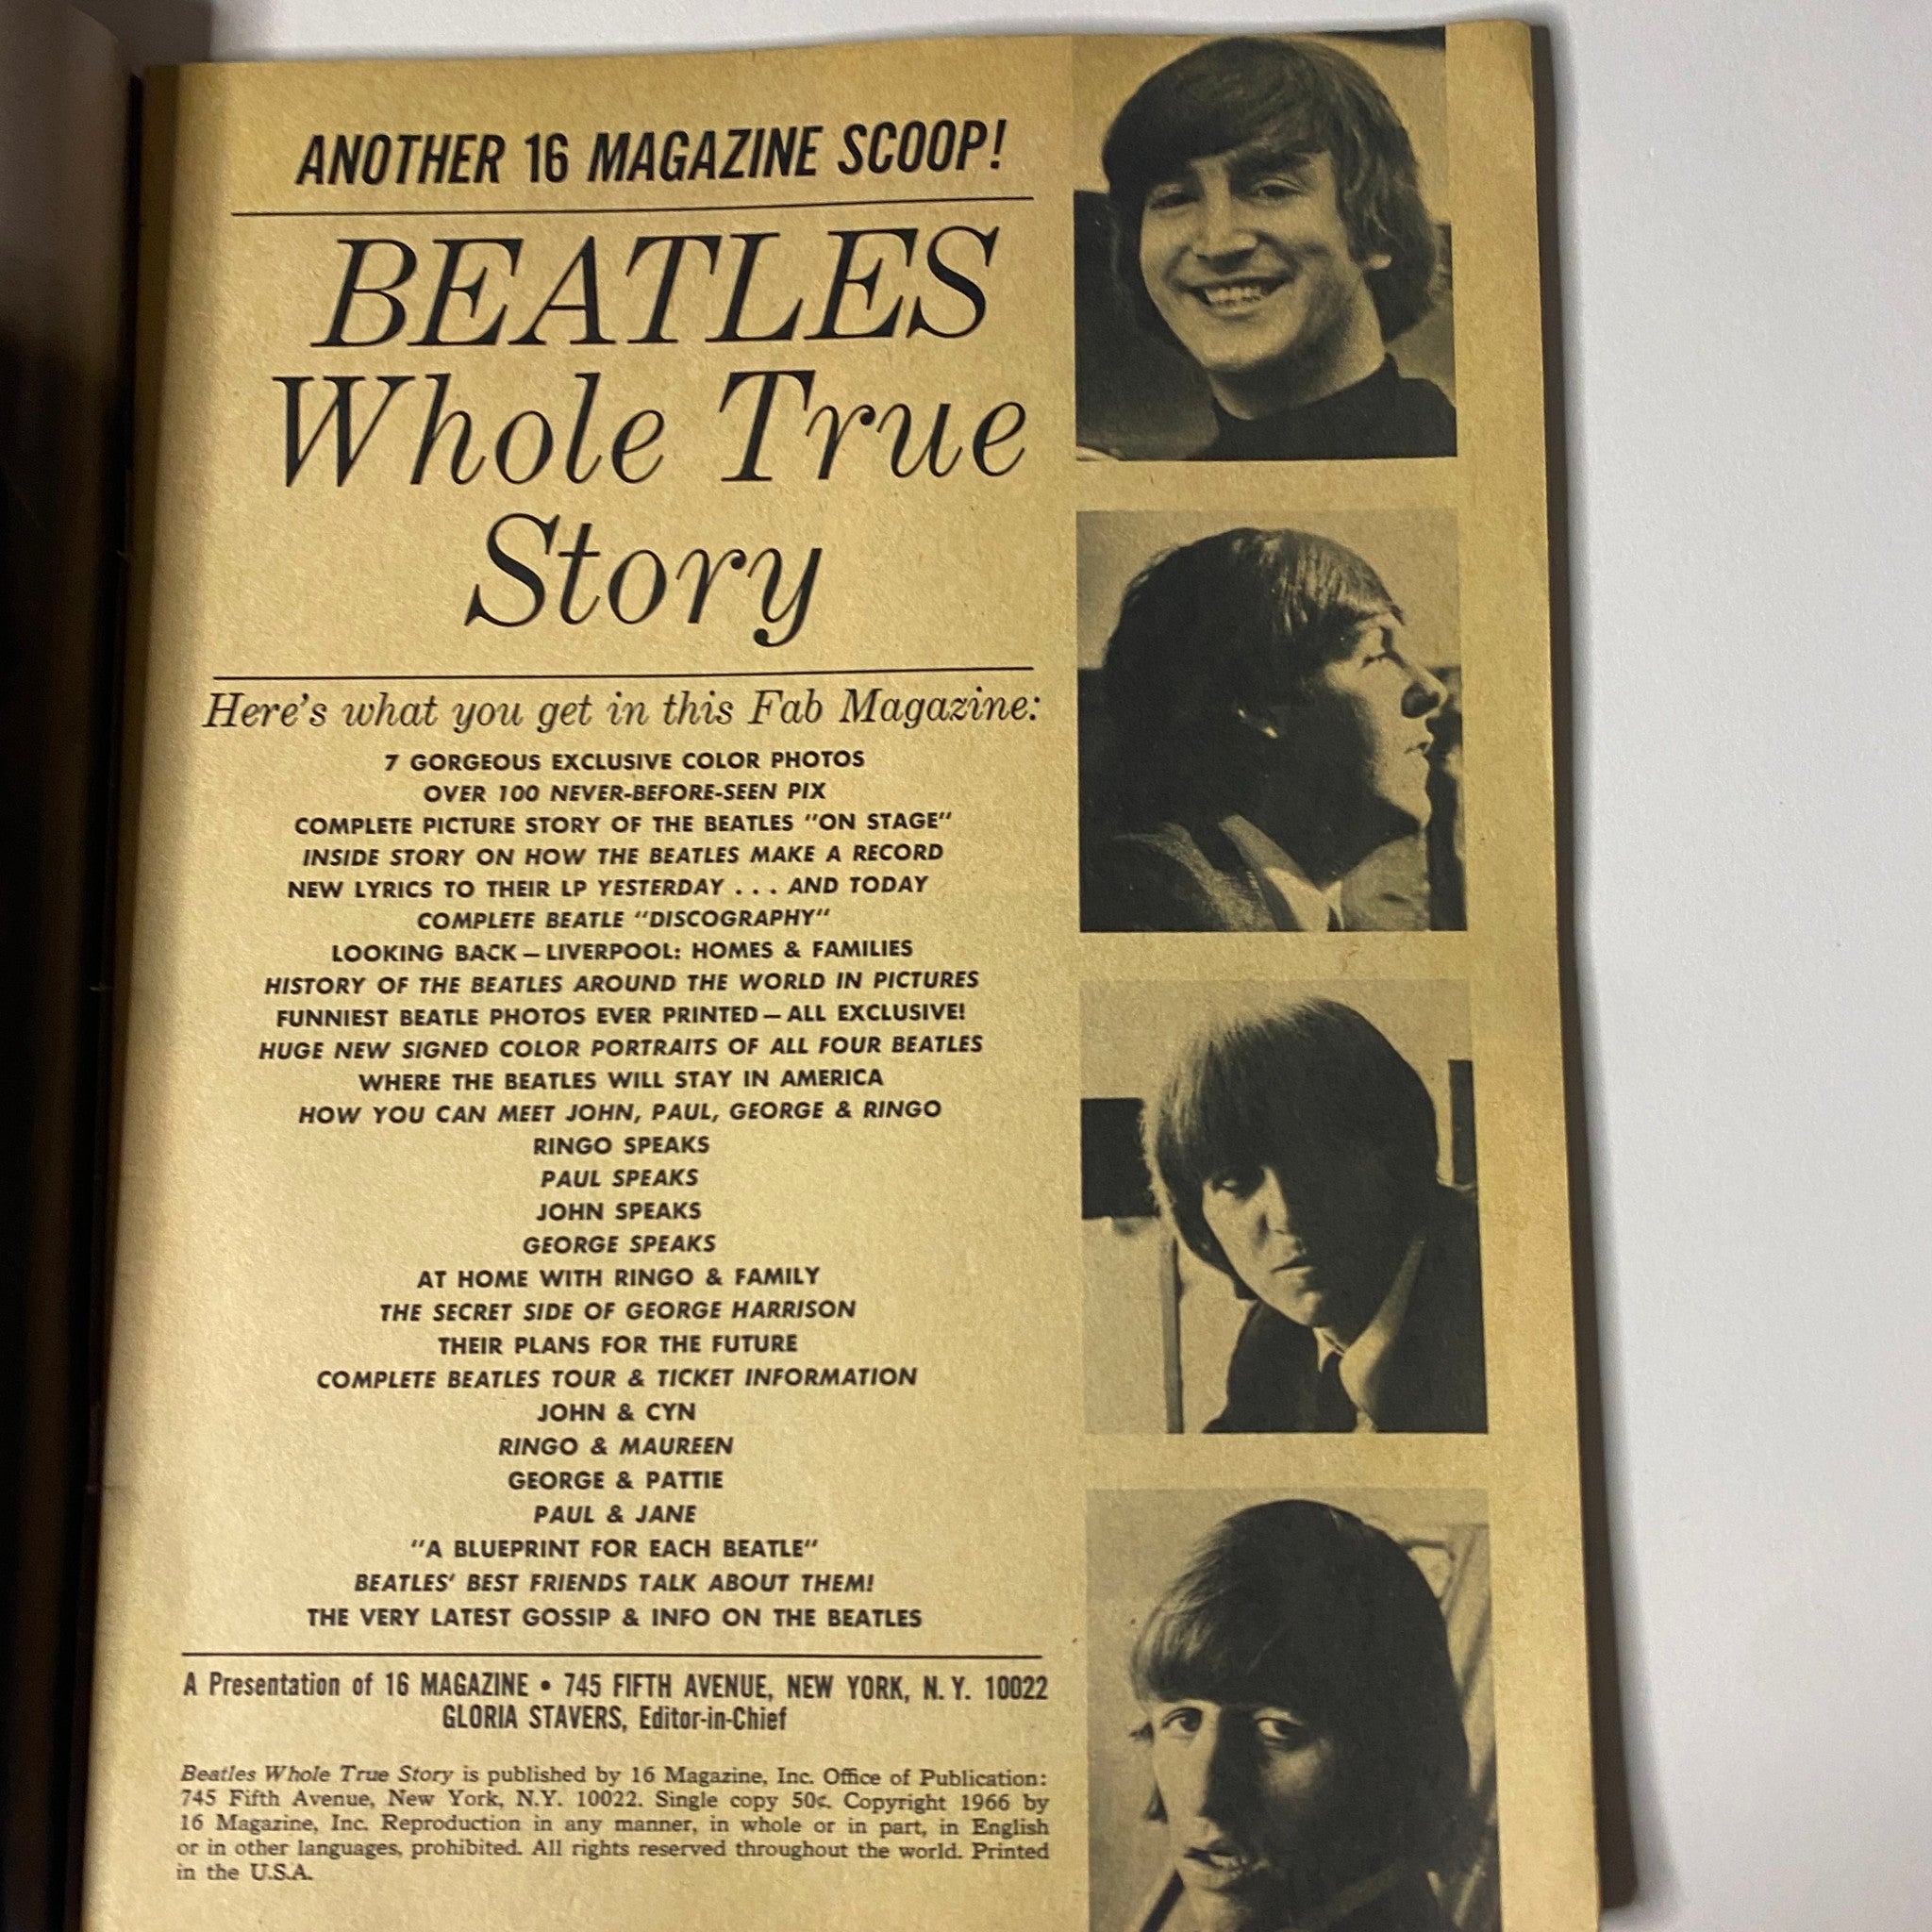 ANOTHER 16 MAGAZINE SCOOP!
BEATLES
Whole True
Story
Here's what you get in this Fab Magazine:
7 GORGEOUS EXCLUSIVE COLOR PHOTOS
OVER 100 NEVER-BEFORE-SEEN PIX
COMPLETE PICTURE STORY OF THE BEATLES "ON STAGE"
INSIDE STORY ON HOW THE BEATLES MAKE A RECORD
NEW LYRICS TO THEIR LP YESTERDAY . . . AND TODAY
COMPLETE BEATLE "DISCOGRAPHY"
LOOKING BACK — LIVERPOOL: HOMES & FAMILIES
HISTORY OF THE BEATLES AROUND THE WORLD IN PICTURES
FUNNIEST BEATLE PHOTOS EVER PRINTED — ALL EXCLUSIVE!
HUGE NEW SIGNED COLOR PORTRAITS OF ALL FOUR BEATLES
WHERE THE BEATLES WILL STAY IN AMERICA
HOW YOU CAN MEET JOHN, PAUL, GEORGE & RINGO
RINGO SPEAKS
PAUL SPEAKS
JOHN SPEAKS
GEORGE SPEAKS
AT HOME WITH RINGO & FAMILY
THE SECRET SIDE OF GEORGE HARRISON
THEIR PLANS FOR THE FUTURE
COMPLETE BEATLES TOUR & TICKET INFORMATION
JOHN & CYN
RINGO & MAUREEN
GEORGE & PATTIE
PAUL & JANE
"A BLUEPRINT FOR EACH BEATLE"
BEATLES' BEST FRIENDS TALK ABOUT THEM!
THE VERY LATEST GOSSIP & INFO ON THE BEATLES
A Presentation of 16 MAGAZINE • 745 FIFTH AVENUE, NEW YORK, N. Y. 10022
GLORIA STAVERS, Editor-in-Chief
Beatles Whole True Story is published by 16 Magazine, Inc. Office of Publication:
745 Fifth Avenue, New York, N.Y. 10022. Single copy 50¢. Copyright 1966 by
16 Magazine, Inc. Reproduction in any manner, in whole or in part, in English
or in other languages, prohibited. All rights reserved throughout the world. Printed
in the U.S.A.